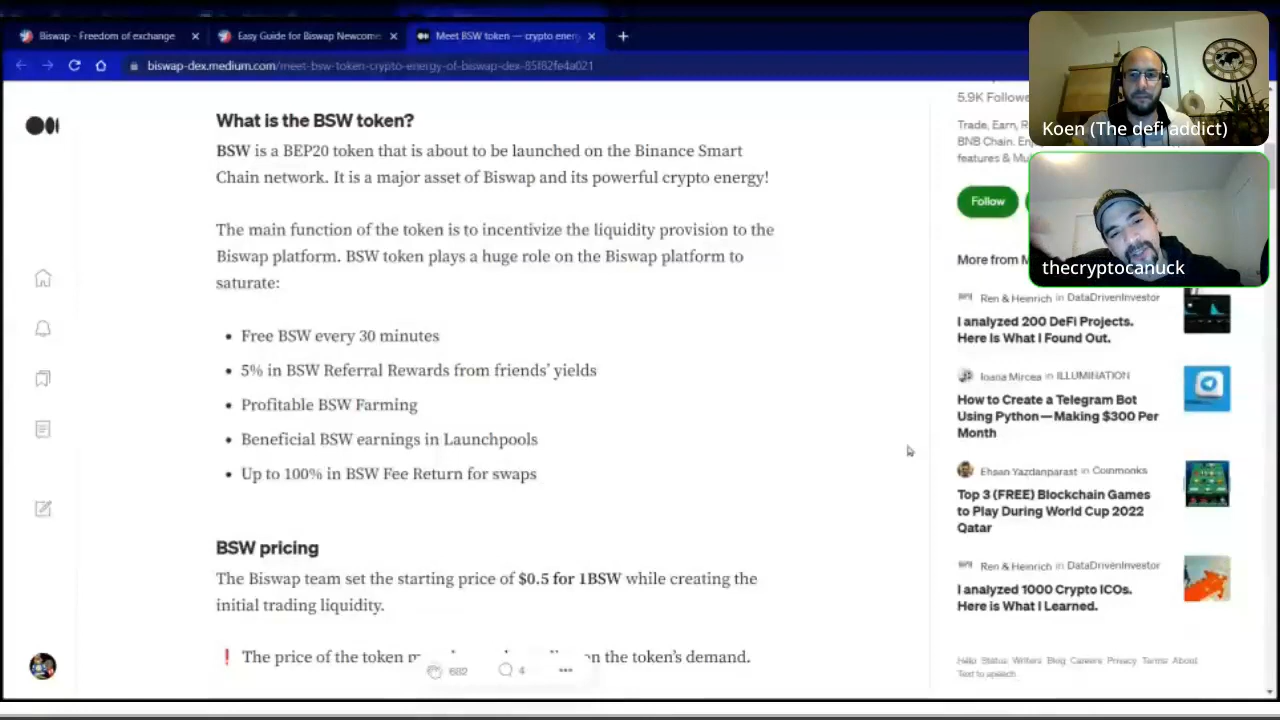 Biswap - Freedom of exchange
Easy Guide for Biswap Newcome
Meet BSW token — crypto ener
biswap-dex.medium.com/meet-bsw-token-crypto-energy-of-biswap-dex-85f82fe4a021
What is the BSW token?
BSW is a BEP20 token that is about to be launched on the Binance Smart
Chain network. It is a major asset of Biswap and its powerful crypto energy!
The main function of the token is to incentivize the liquidity provision to the
Biswap platform. BSW token plays a huge role on the Biswap platform to
saturate:
• Free BSW every 30 minutes
• 5% in BSW Referral Rewards from friends’ yields
• Profitable BSW Farming
• Beneficial BSW earnings in Launchpools
• Up to 100% in BSW Fee Return for swaps
BSW pricing
The Biswap team set the starting price of $0.5 for 1BSW while creating the
initial trading liquidity.
❗ The price of the token on the token’s demand.
682
4
5.9K Followe
Trade, Earn, R
BNB Chain. En
features & Mu
Follow
More from M
Ren & Heinrich in DataDrivenInvestor
I analyzed 200 DeFi Projects.
Here Is What I Found Out.
Ioana Mircea in ILLUMINATION
How to Create a Telegram Bot
Using Python — Making $300 Per
Month
Ehsan Yazdanparast in Coinmonks
Top 3 (FREE) Blockchain Games
to Play During World Cup 2022
Qatar
Ren & Heinrich in DataDrivenInvestor
I analyzed 1000 Crypto ICOs.
Here is What I Learned.
Help Status Writers Blog Careers Privacy Terms About
Text to speech
Koen (The defi addict)
thecryptocanuck